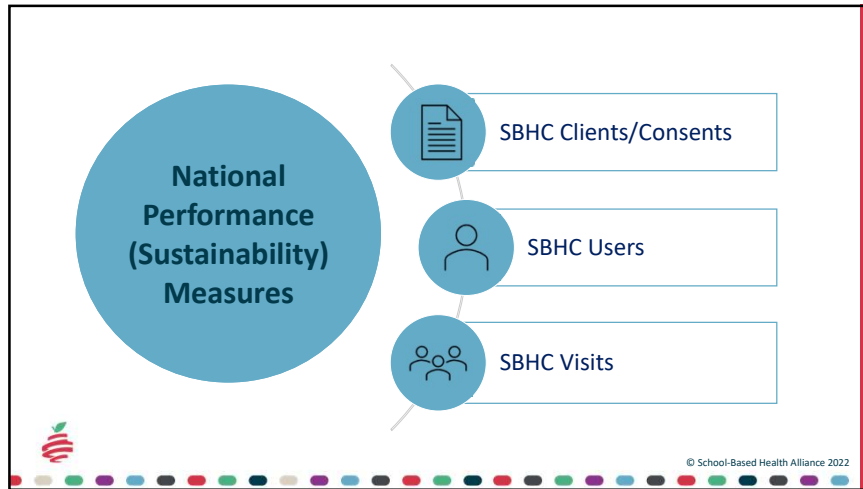 National
Performance
(Sustainability)
Measures
SBHC Clients/Consents
SBHC Users
SBHC Visits
© School-Based Health Alliance 2022